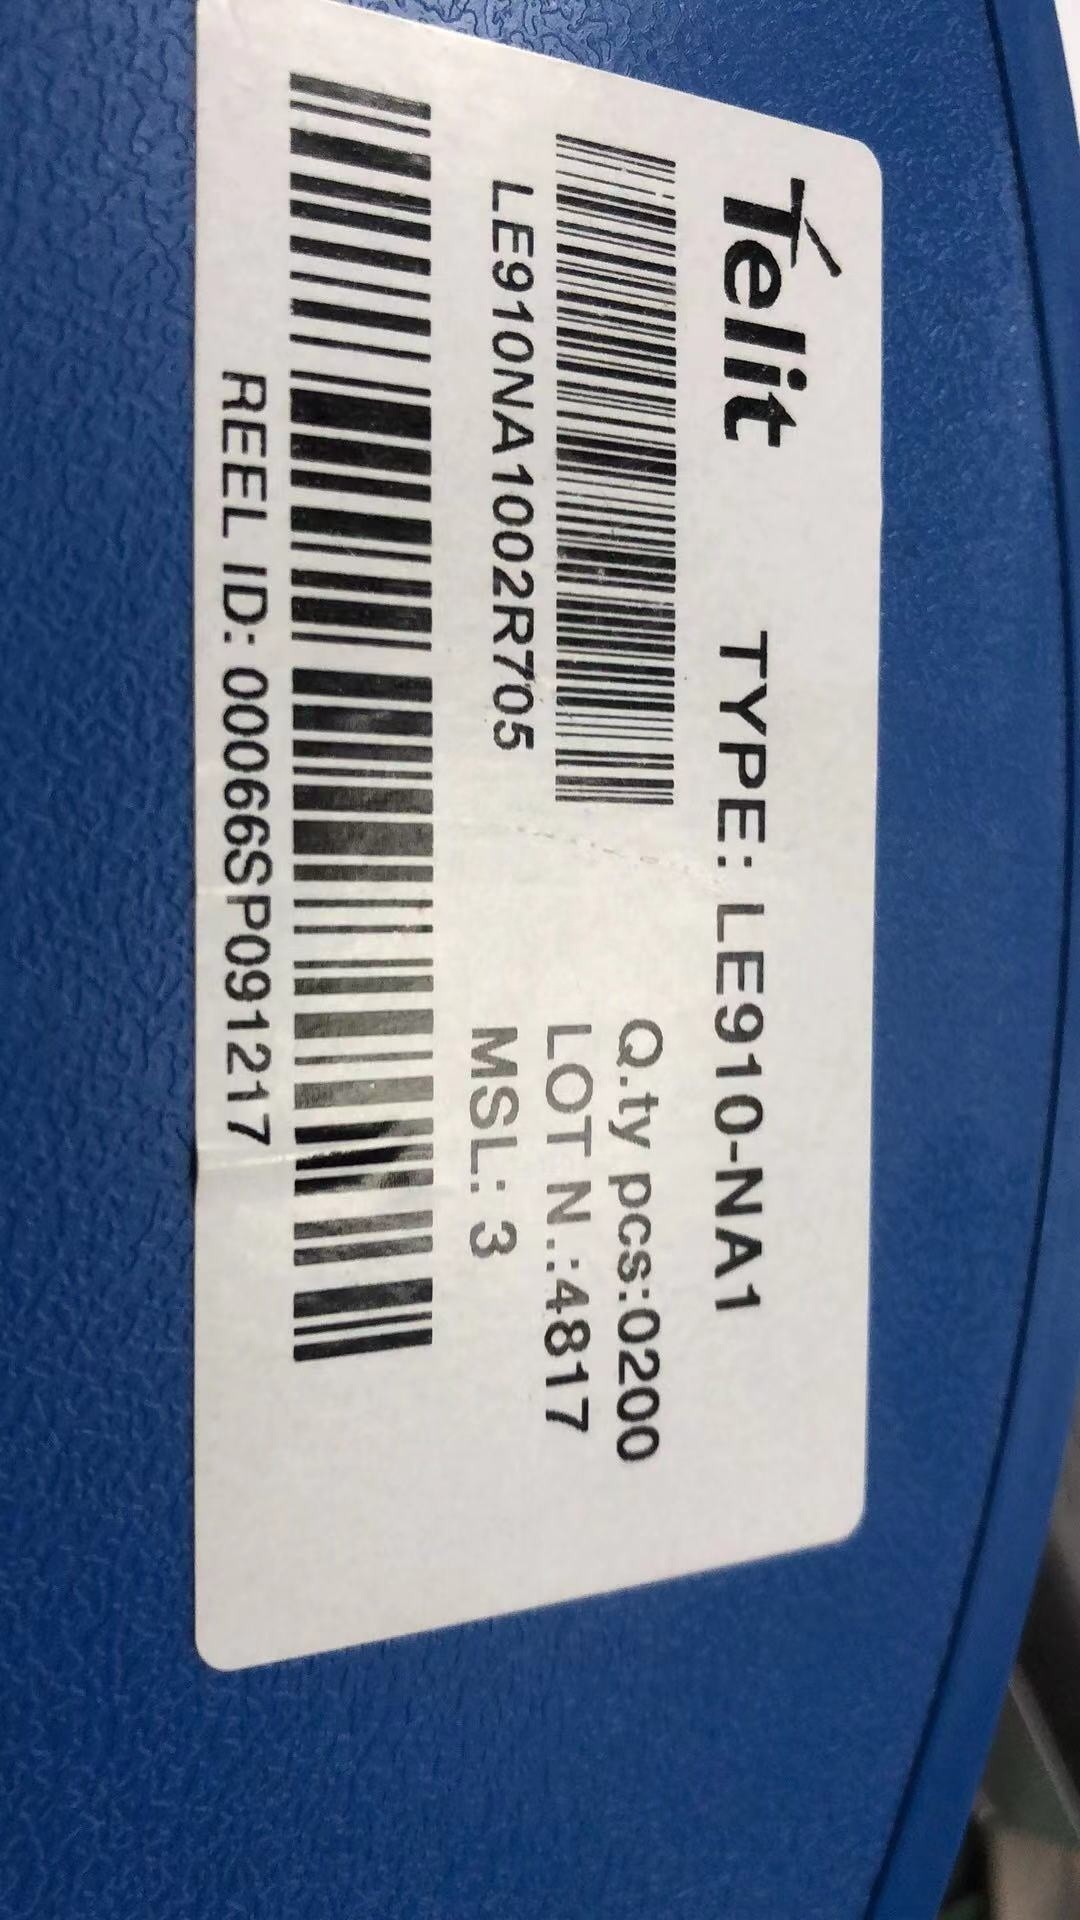 Telit TYPE: LE910-NA1
Q.ty pcs:0200
LE910NA1002R705
LOT N.:4817
MSL: 3
REEL ID: 00066SP091217